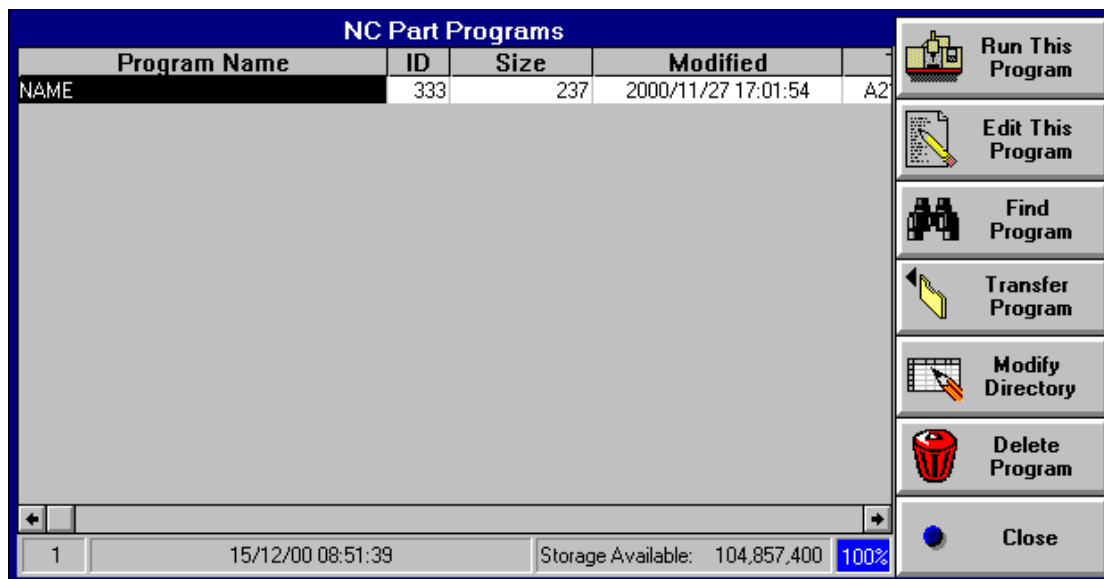 NC Part Programs
Program Name ID Size Modified
NAME 333 237 2000/11/27 17:01:54
1 15/12/00 08:51:39 Storage Available: 104,857,400 100%
Run This
Program
Edit This
Program
Find
Program
Transfer
Program
Modify
Directory
Delete
Program
Close